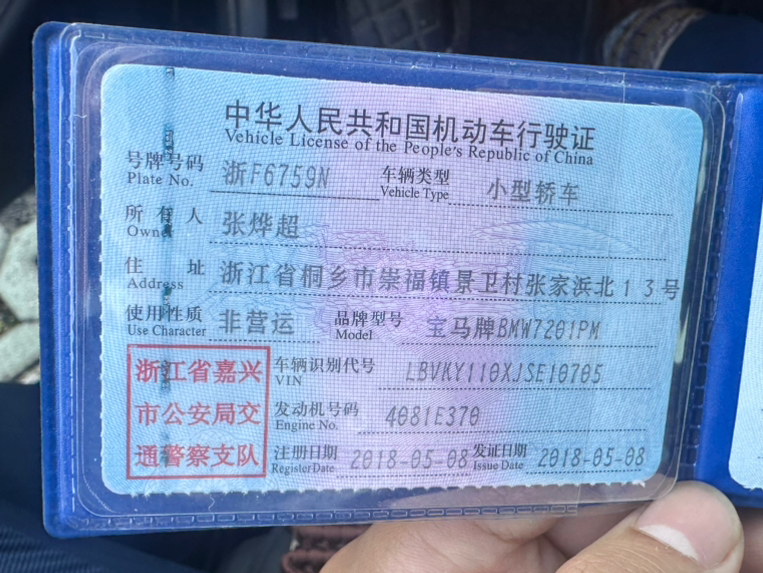 中华人民共和国机动车行驶证
Vehicle License of the People's Republic of China
号牌号码 浙F6759N 车辆类型 小型轿车
Plate No. Vehicle Type
所有人 张烨超
Owner
住址 浙江省桐乡市崇福镇景卫村张家浜北13号
Address
使用性质 非营运 品牌型号 宝马牌BMW7201PM
Use Character Model
浙江省嘉兴
市公安局交
通警察支队
车辆识别代号 LBVKY110XJSE10705
VIN
发动机号码 4081E370
Engine No.
注册日期 2018-05-08 发证日期 2018-05-08
Register Date Issue Date